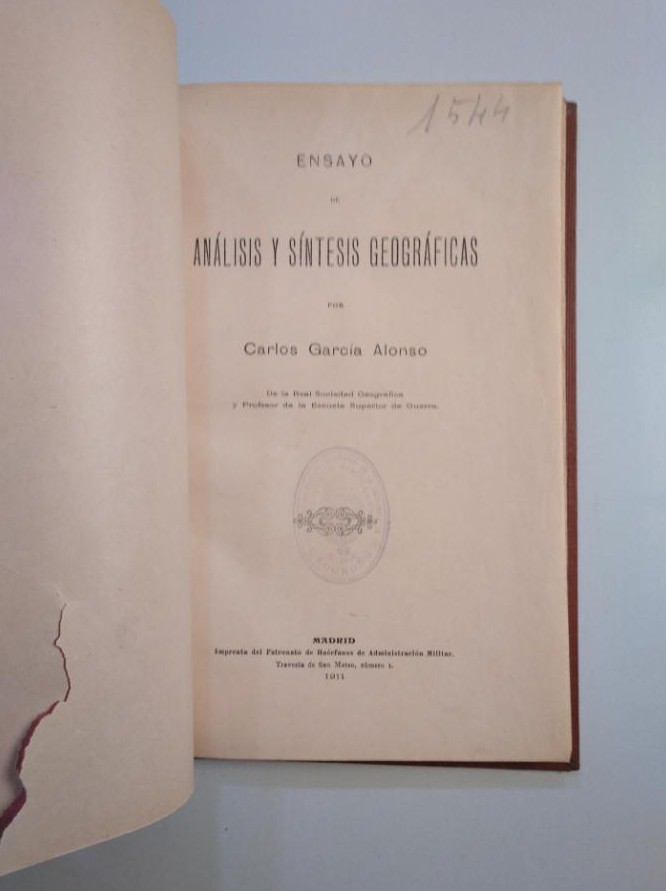 1544
ENSAYO
DE
ANÁLISIS Y SÍNTESIS GEOGRÁFICAS
POR
Carlos García Alonso
De la Real Sociedad Geográfica
y Profesor de la Escuela Superior de Guerra.
MADRID
Imprenta del Patronato de Huérfanos de Administración Militar.
Travesía de San Mateo, número 1.
1911